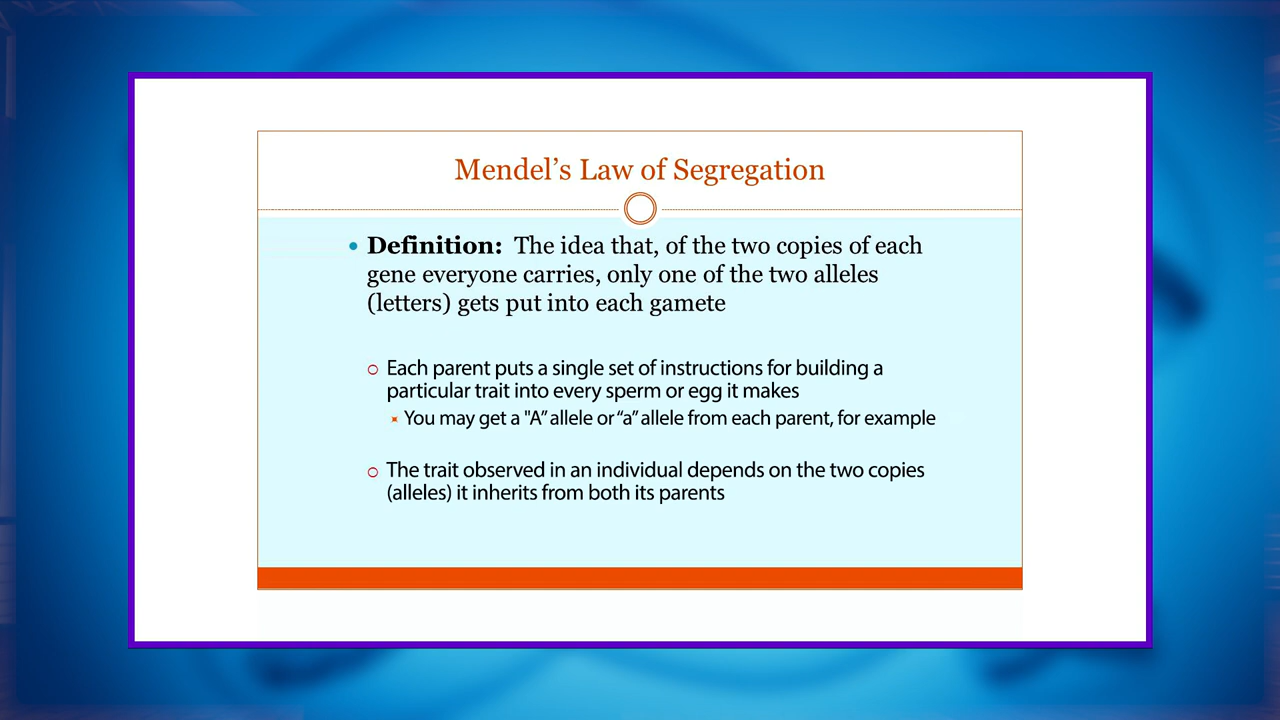 Mendel’s Law of Segregation
Definition: The idea that, of the two copies of each
gene everyone carries, only one of the two alleles
(letters) gets put into each gamete
Each parent puts a single set of instructions for building a
particular trait into every sperm or egg it makes
You may get a "A” allele or “a” allele from each parent, for example
The trait observed in an individual depends on the two copies
(alleles) it inherits from both its parents